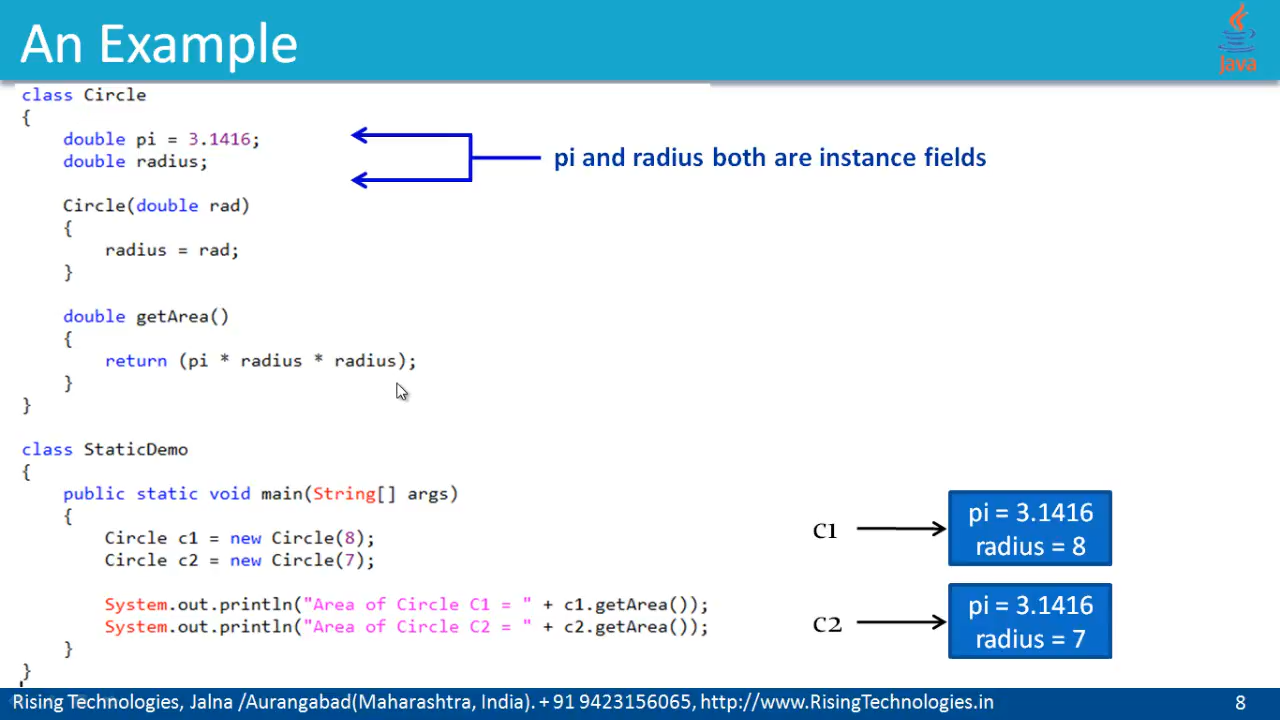 An Example
Java
class Circle
{
double pi = 3.1416;
double radius;
pi and radius both are instance fields
Circle(double rad)
{
radius = rad;
}
double getArea()
{
return (pi * radius * radius);
}
}
class StaticDemo
{
public static void main(String[] args)
{
Circle c1 = new Circle(8);
Circle c2 = new Circle(7);
System.out.println("Area of Circle C1 = " + c1.getArea());
System.out.println("Area of Circle C2 = " + c2.getArea());
}
}
c1
pi = 3.1416
radius = 8
c2
pi = 3.1416
radius = 7
Rising Technologies, Jalna /Aurangabad(Maharashtra, India). + 91 9423156065, http://www.RisingTechnologies.in
8